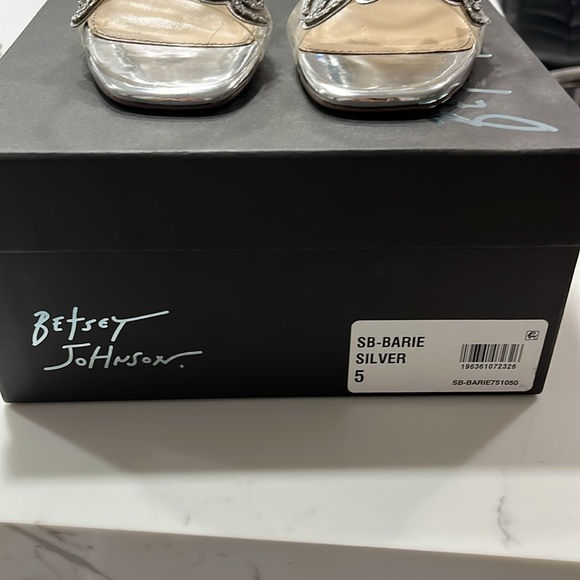 BETSEY
JOHNSON.
SB-BARIE
SILVER
5
196361072326
SB-BARIE751050